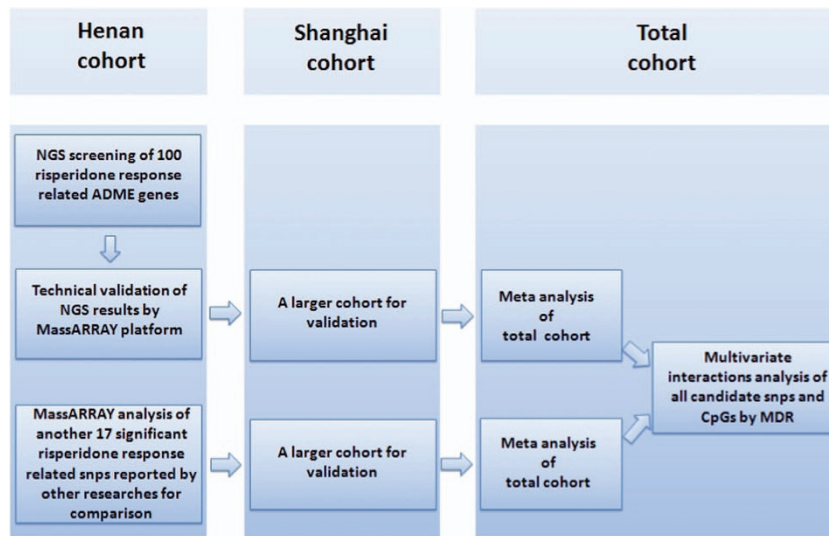 Henan
cohort
Shanghai
cohort
Total
cohort
NGS screening of 100
risperidone response
related ADME genes
Technical validation of
NGS results by
MassARRAY platform
A larger cohort for
validation
Meta analysis
of
total cohort
Multivariate
interactions analysis of
all candidate snps and
CpGs by MDR
MassARRAY analysis of
another 17 significant
risperidone response
related snps reported by
other researches for
comparison
A larger cohort for
validation
Meta analysis
of
total cohort